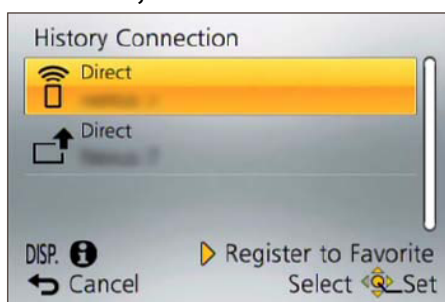 History Connection
Direct
Direct
DISP. Register to Favorite
Cancel Select Set